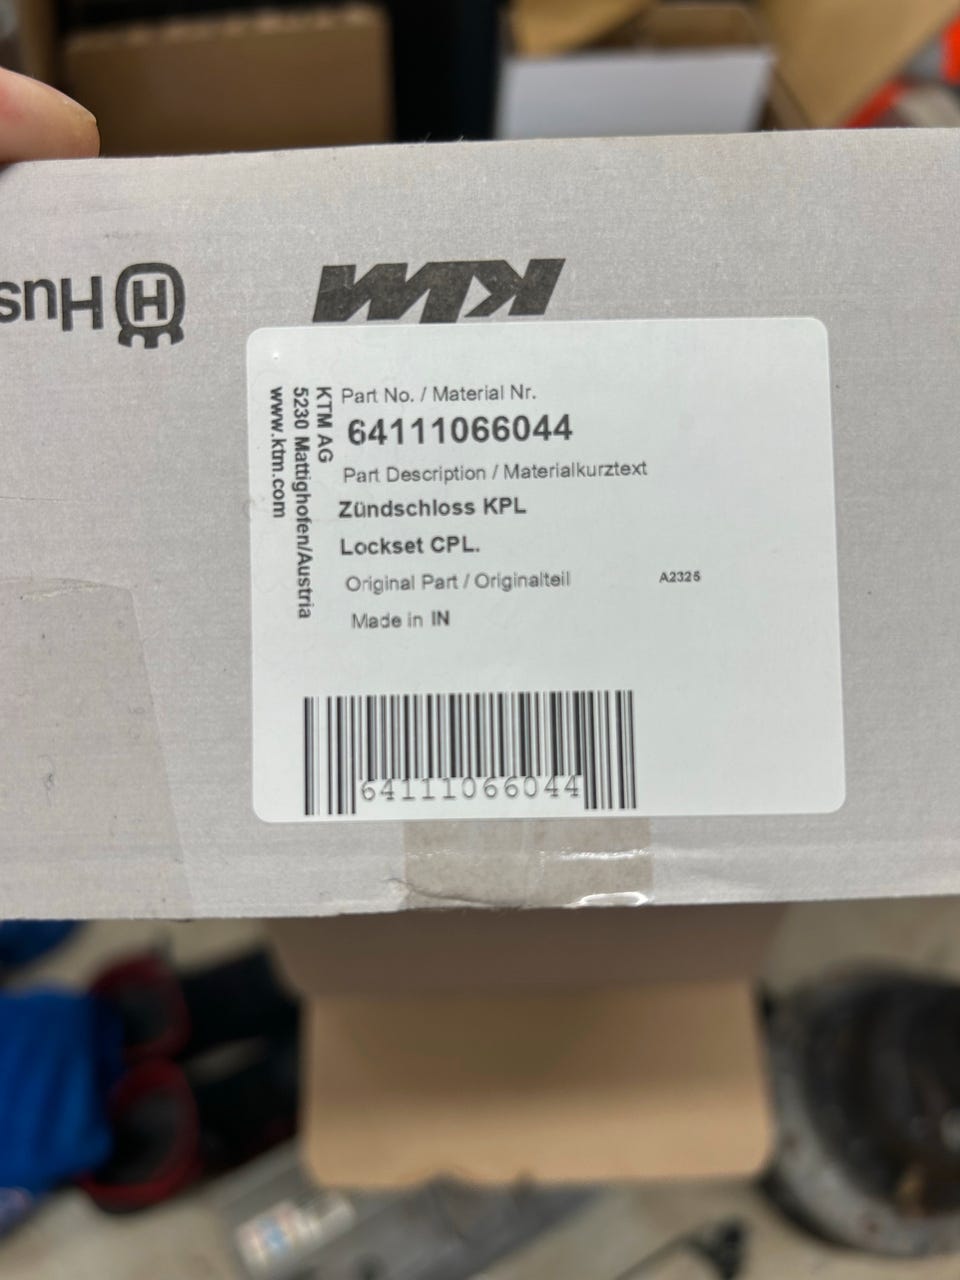 Hus
KTM
KTM AG
5230 Mattighofen/Austria
www.ktm.com
Part No. / Material Nr.
64111066044
Part Description / Materialkurztext
Zündschloss KPL
Lockset CPL.
Original Part / Originalteil
A2325
Made in IN
64111066044